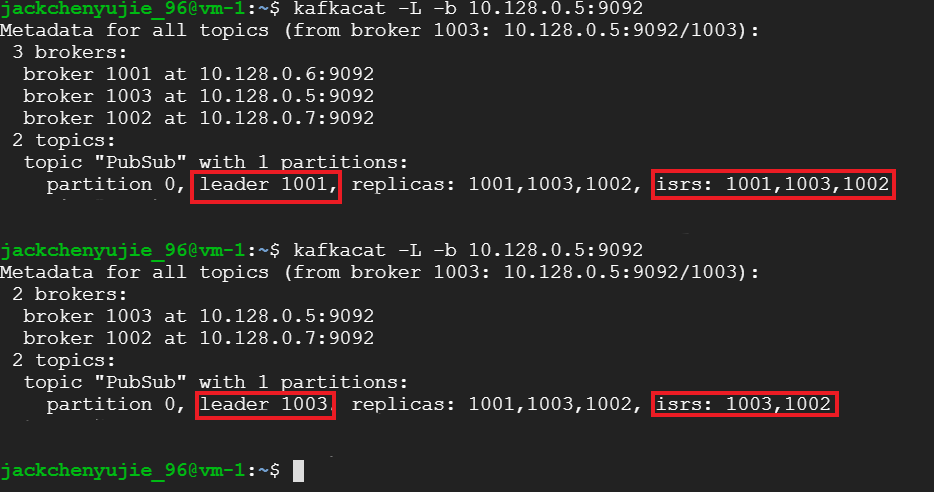 jackchenyujie_96@vm-1:~$ kafkacat -L -b 10.128.0.5:9092
Metadata for all topics (from broker 1003: 10.128.0.5:9092/1003):
3 brokers:
broker 1001 at 10.128.0.6:9092
broker 1003 at 10.128.0.5:9092
broker 1002 at 10.128.0.7:9092
2 topics:
topic "PubSub" with 1 partitions:
partition 0, leader 1001, replicas: 1001,1003,1002, isrs: 1001,1003,1002
jackchenyujie_96@vm-1:~$ kafkacat -L -b 10.128.0.5:9092
Metadata for all topics (from broker 1003: 10.128.0.5:9092/1003):
2 brokers:
broker 1003 at 10.128.0.5:9092
broker 1002 at 10.128.0.7:9092
2 topics:
topic "PubSub" with 1 partitions:
partition 0, leader 1003, replicas: 1001,1003,1002, isrs: 1003,1002
jackchenyujie_96@vm-1:~$